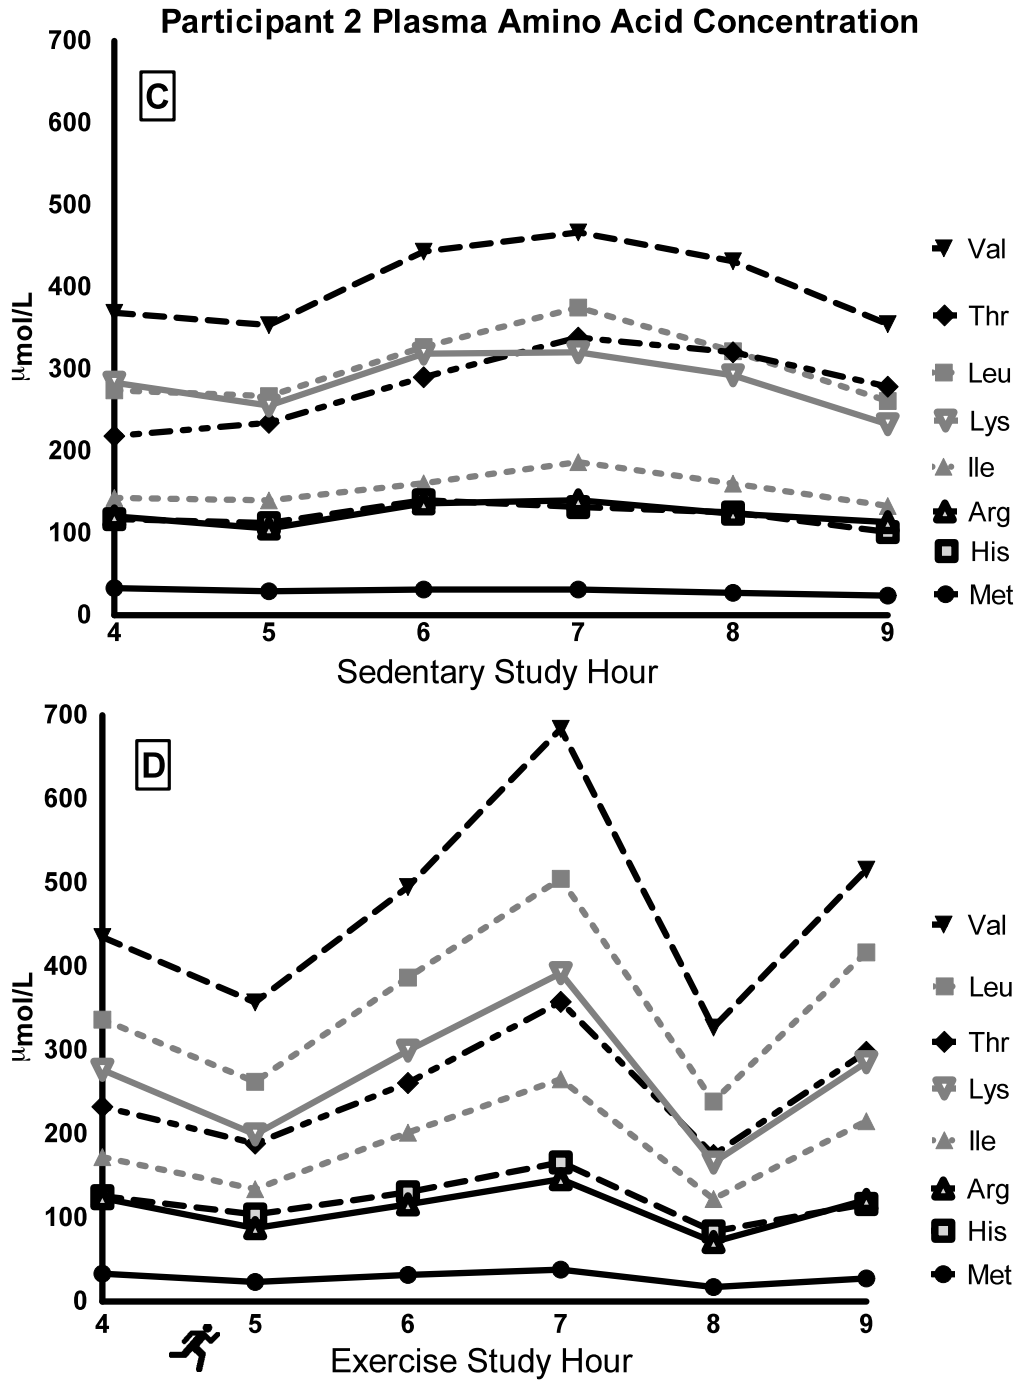 Participant 2 Plasma Amino Acid Concentration
700
C
600
500
Val
400
Thr
μmol/L
300
Leu
Lys
200
Ile
Arg
100
His
Met
0
4 5 6 7 8 9
Sedentary Study Hour
700
D
600
500
Val
400
Leu
μmol/L
Thr
300
Lys
200
Ile
Arg
100
His
Met
0
4 5 6 7 8 9
Exercise Study Hour